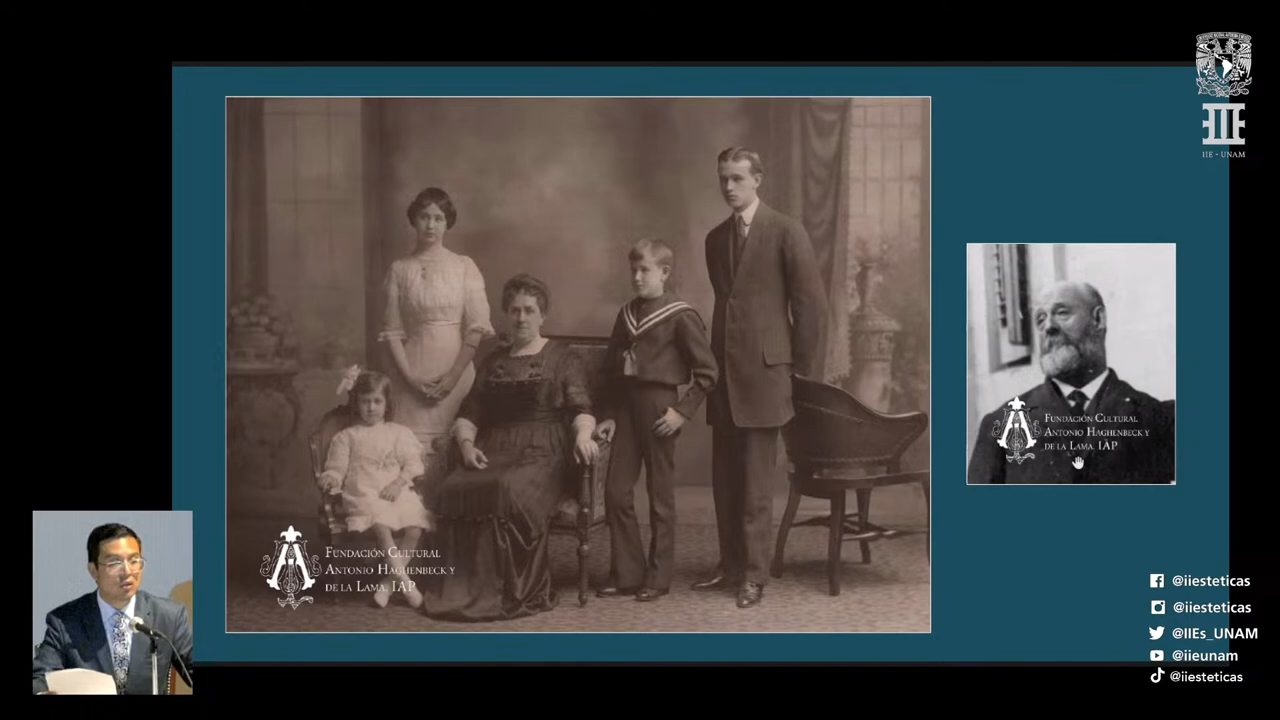 IIE - UNAM
FUNDACIÓN CULTURAL
ANTONIO HAGHENBECK Y
DE LA LAMA, IAP
FUNDACIÓN CULTURAL
ANTONIO HAGHENBECK Y
DE LA LAMA, IAP
@iiesteticas
@iiesteticas
@IIEs_UNAM
@iieunam
@iiesteticas